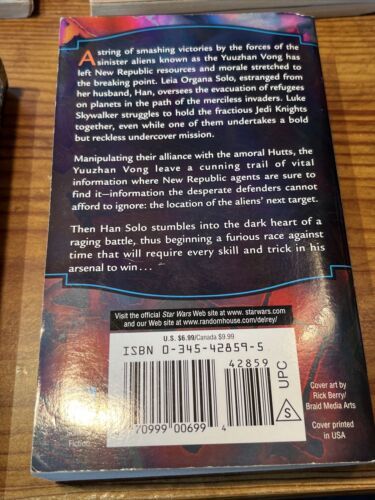 A string of smashing victories by the forces of the
sinister aliens known as the Yuuzhan Vong has
left New Republic resources and morale stretched to
the breaking point. Leia Organa Solo, estranged from
her husband, Han, oversees the evacuation of refugees
on planets in the path of the merciless invaders. Luke
Skywalker struggles to hold the fractious Jedi Knights
together, even while one of them undertakes a bold
but reckless undercover mission.
Manipulating their alliance with the amoral Hutts, the
Yuuzhan Vong leave a cunning trail of vital
information where New Republic agents are sure to
find it—information the desperate defenders cannot
afford to ignore: the location of the aliens' next target.
Then Han Solo stumbles into the dark heart of a
raging battle, thus beginning a furious race against
time that will require every skill and trick in his
arsenal to win . . .
Visit the official Star Wars Web site at www.starwars.com
and our Web site at www.randomhouse.com/delrey/
U.S. $6.99/Canada $9.99
ISBN 0-345-42859-5
42859
UPC
S
70999 00699 4
Cover art by
Rick Berry/
Braid Media Arts
Cover printed
in USA
Fiction